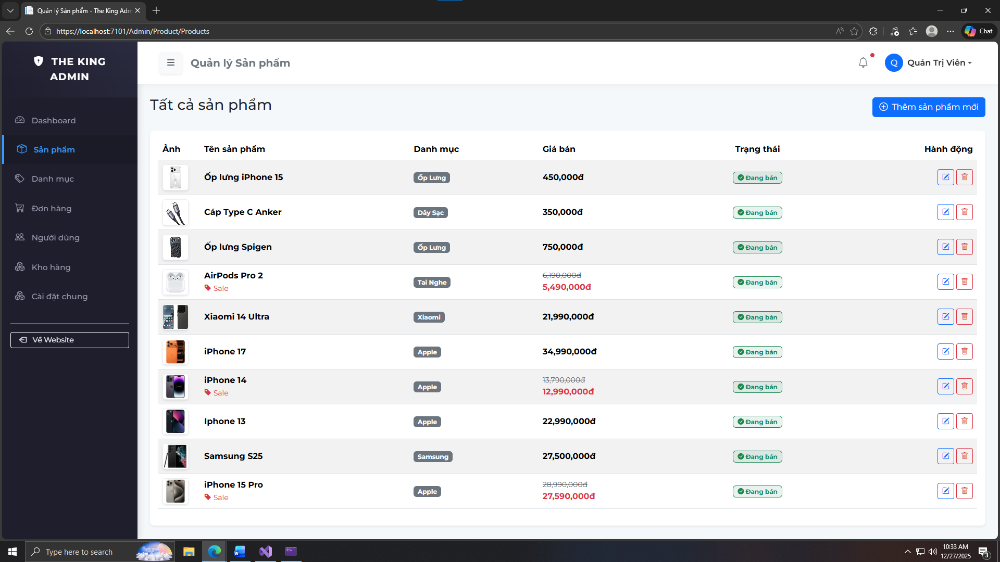 Quản lý Sản phẩm - The King Adm
https://localhost:7101/Admin/Product/Products
Chat
THE KING
ADMIN
Quản lý Sản phẩm
Q
Quản Trị Viên
Dashboard
Sản phẩm
Danh mục
Đơn hàng
Người dùng
Kho hàng
Cài đặt chung
Về Website
Tất cả sản phẩm
Thêm sản phẩm mới
Ảnh Tên sản phẩm Danh mục Giá bán Trạng thái Hành động
Ốp lưng iPhone 15 Ốp Lưng 450,000đ Đang bán
Cáp Type C Anker Dây Sạc 350,000đ Đang bán
Ốp lưng Spigen Ốp Lưng 750,000đ Đang bán
AirPods Pro 2
Sale
Tai Nghe
6,190,000đ
5,490,000đ
Đang bán
Xiaomi 14 Ultra Xiaomi 21,990,000đ Đang bán
iPhone 17 Apple 34,990,000đ Đang bán
iPhone 14
Sale
Apple
13,790,000đ
12,990,000đ
Đang bán
Iphone 13 Apple 22,990,000đ Đang bán
Samsung S25 Samsung 27,500,000đ Đang bán
iPhone 15 Pro
Sale
Apple
28,990,000đ
27,590,000đ
Đang bán
Type here to search
10:33 AM
12/27/2025
3